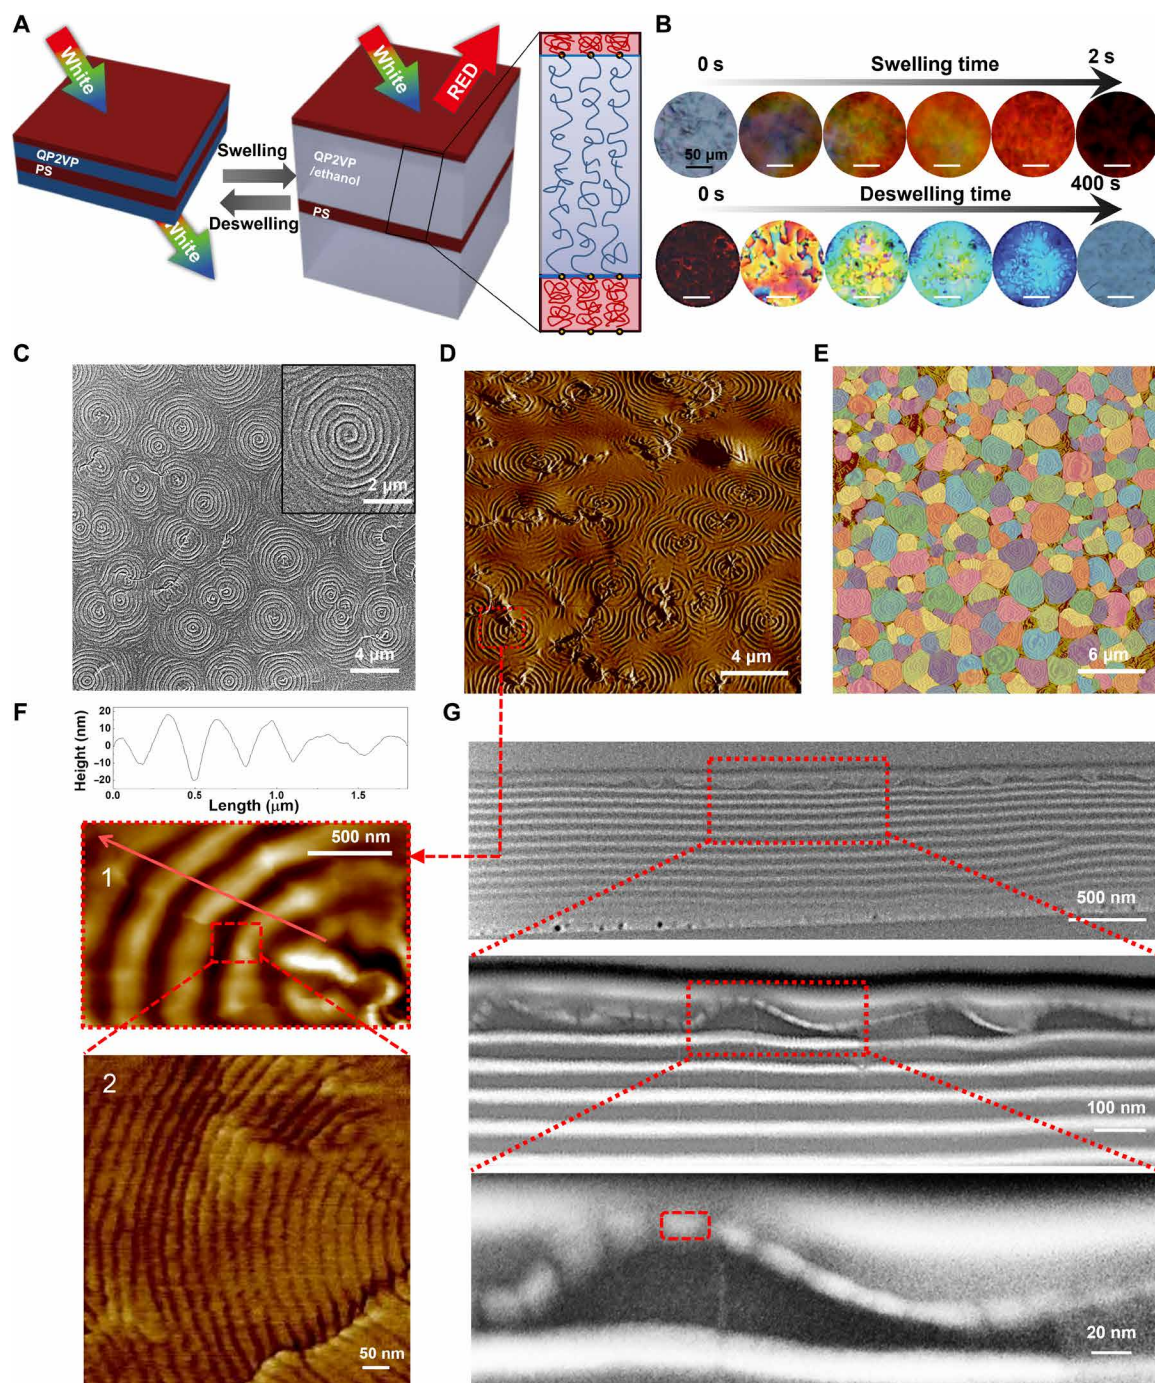 A
White
QP2VP
PS
White
Swelling
Deswelling
White
RED
QP2VP
/ethanol
PS
B
0 s
Swelling time
2 s
50 µm
0 s
Deswelling time
400 s
C
2 µm
4 µm
D
4 µm
E
6 µm
F
Height (nm)
20
10
0
−10
−20
0.0
0.5
1.0
1.5
Length (µm)
500 nm
1
2
50 nm
G
500 nm
100 nm
20 nm